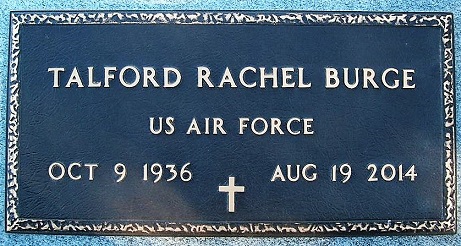 TALFORD RACHEL BURGE
US AIR FORCE
OCT 9 1936 AUG 19 2014